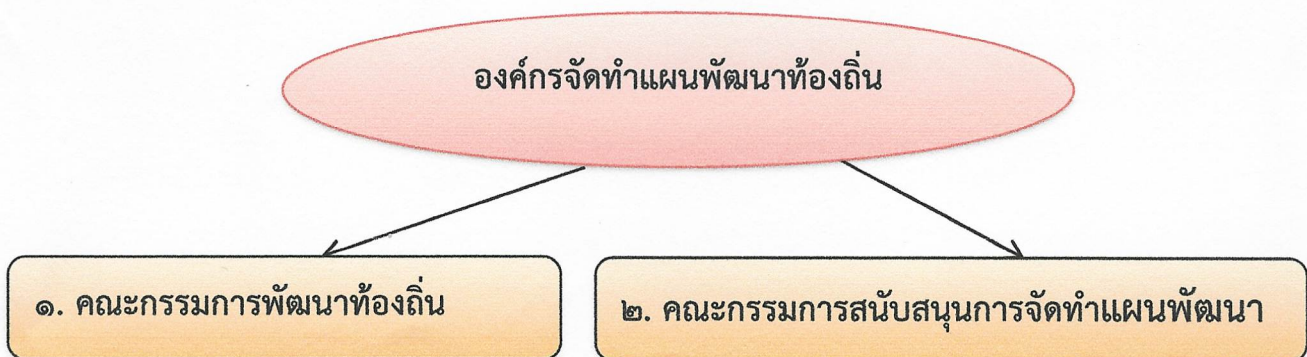 องค์กรจัดทำแผนพัฒนาท้องถิ่น
๑. คณะกรรมการพัฒนาท้องถิ่น
๒. คณะกรรมการสนับสนุนการจัดทำแผนพัฒนา